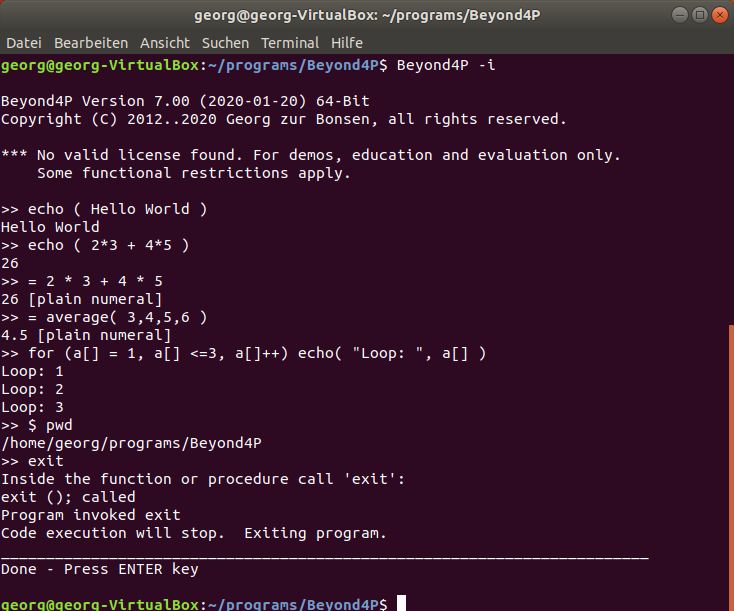 georg@georg-VirtualBox: ~/programs/Beyond4P
Datei Bearbeiten Ansicht Suchen Terminal Hilfe
georg@georg-VirtualBox:~/programs/Beyond4P$ Beyond4P -i
Beyond4P Version 7.00 (2020-01-20) 64-Bit
Copyright (C) 2012..2020 Georg zur Bonsen, all rights reserved.
*** No valid license found. For demos, education and evaluation only.
    Some functional restrictions apply.
>> echo ( Hello World )
Hello World
>> echo ( 2*3 + 4*5 )
26
>> = 2 * 3 + 4 * 5
26 [plain numeral]
>> = average( 3,4,5,6 )
4.5 [plain numeral]
>> for (a[] = 1, a[] <=3, a[]++) echo( "Loop: ", a[] )
Loop: 1
Loop: 2
Loop: 3
>> $ pwd
/home/georg/programs/Beyond4P
>> exit
Inside the function or procedure call 'exit':
exit (); called
Program invoked exit
Code execution will stop.  Exiting program.
________________________________________________________________________
Done - Press ENTER key
georg@georg-VirtualBox:~/programs/Beyond4P$